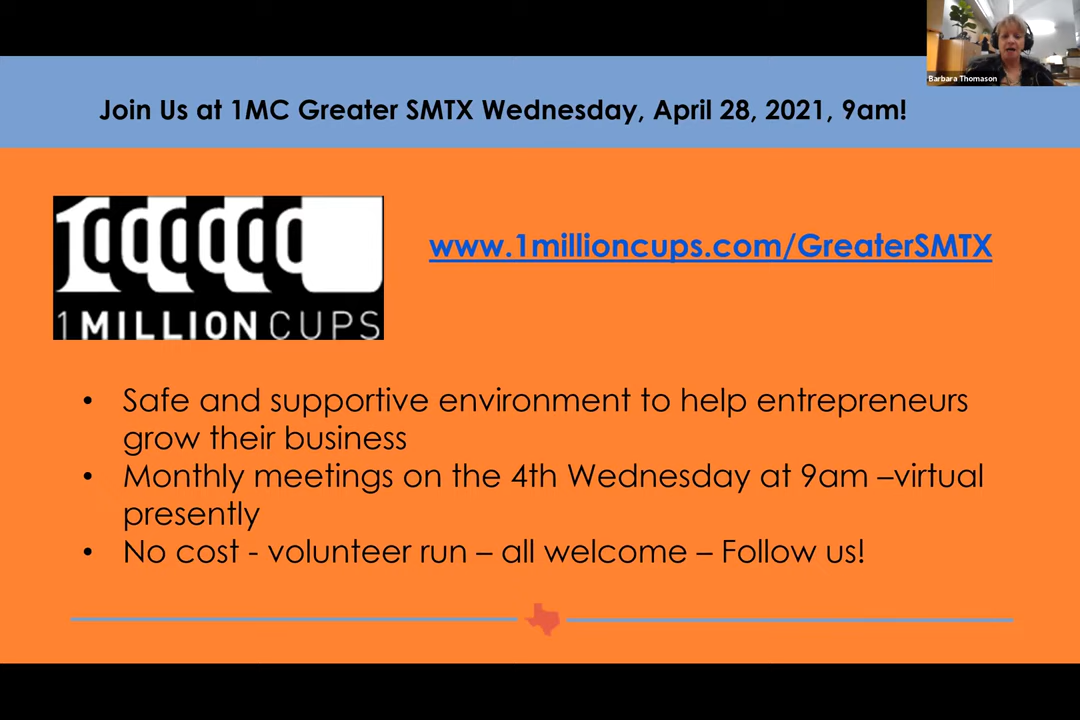 Barbara Thomason
Join Us at 1MC Greater SMTX Wednesday, April 28, 2021, 9am!
www.1millioncups.com/GreaterSMTX
1 MILLION CUPS
• Safe and supportive environment to help entrepreneurs
grow their business
• Monthly meetings on the 4th Wednesday at 9am –virtual
presently
• No cost - volunteer run – all welcome – Follow us!